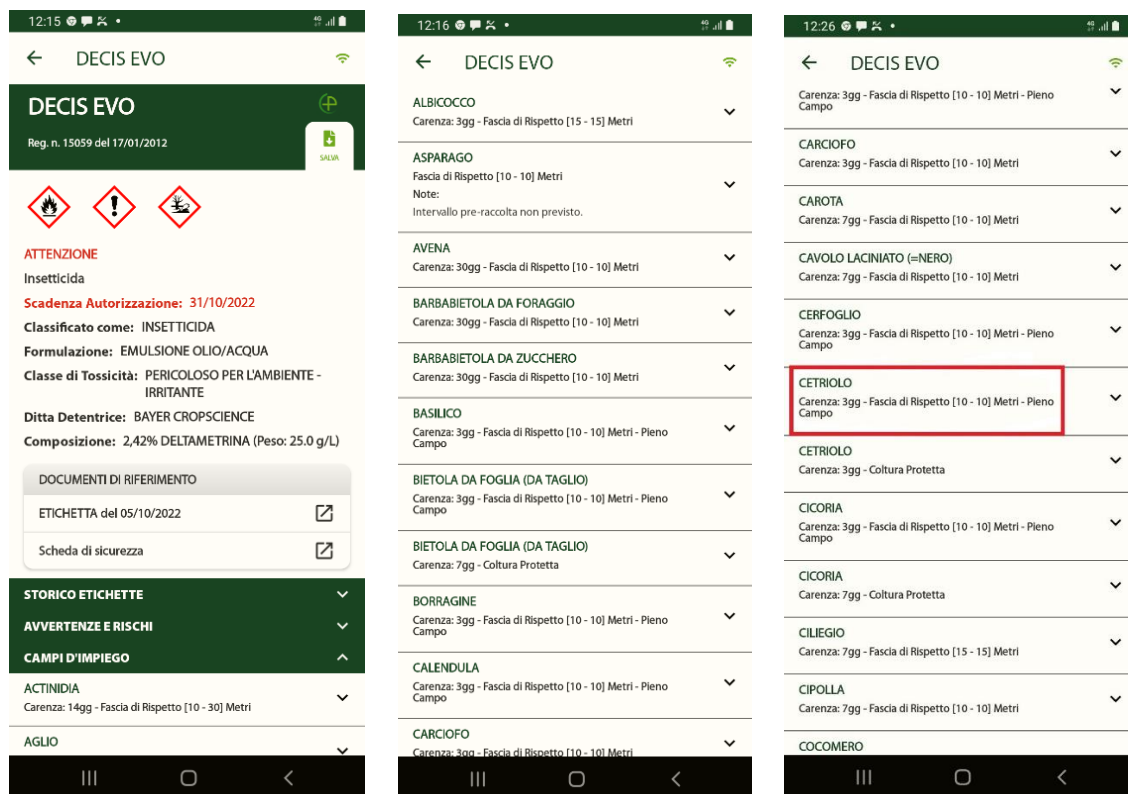 12:15
4G
DECIS EVO
DECIS EVO
Reg. n. 15059 del 17/01/2012
SALVA
ATTENZIONE
Insetticida
Scadenza Autorizzazione: 31/10/2022
Classificato come: INSETTICIDA
Formulazione: EMULSIONE OLIO/ACQUA
Classe di Tossicità: PERICOLOSO PER L'AMBIENTE -
IRRITANTE
Ditta Detentrice: BAYER CROPSCIENCE
Composizione: 2,42% DELTAMETRINA (Peso: 25.0 g/L)
DOCUMENTI DI RIFERIMENTO
ETICHETTA del 05/10/2022
Scheda di sicurezza
STORICO ETICHETTE
AVVERTENZE E RISCHI
CAMPI D'IMPIEGO
ACTINIDIA
Carenza: 14gg - Fascia di Rispetto [10 - 30] Metri
AGLIO
12:16
4G
DECIS EVO
ALBICOCCO
Carenza: 3gg - Fascia di Rispetto [15 - 15] Metri
ASPARAGO
Fascia di Rispetto [10 - 10] Metri
Note:
Intervallo pre-raccolta non previsto.
AVENA
Carenza: 30gg - Fascia di Rispetto [10 - 10] Metri
BARBABIETOLA DA FORAGGIO
Carenza: 30gg - Fascia di Rispetto [10 - 10] Metri
BARBABIETOLA DA ZUCCHERO
Carenza: 30gg - Fascia di Rispetto [10 - 10] Metri
BASILICO
Carenza: 3gg - Fascia di Rispetto [10 - 10] Metri - Pieno
Campo
BIETOLA DA FOGLIA (DA TAGLIO)
Carenza: 3gg - Fascia di Rispetto [10 - 10] Metri - Pieno
Campo
BIETOLA DA FOGLIA (DA TAGLIO)
Carenza: 7gg - Coltura Protetta
BORRAGINE
Carenza: 3gg - Fascia di Rispetto [10 - 10] Metri - Pieno
Campo
CALENDULA
Carenza: 3gg - Fascia di Rispetto [10 - 10] Metri - Pieno
Campo
CARCIOFO
Carenza: 3gg - Fascia di Rispetto [10 - 10] Metri
12:26
4G
DECIS EVO
Carenza: 3gg - Fascia di Rispetto [10 - 10] Metri - Pieno
Campo
CARCIOFO
Carenza: 3gg - Fascia di Rispetto [10 - 10] Metri
CAROTA
Carenza: 7gg - Fascia di Rispetto [10 - 10] Metri
CAVOLO LACINIATO (=NERO)
Carenza: 7gg - Fascia di Rispetto [10 - 10] Metri
CERFOGLIO
Carenza: 3gg - Fascia di Rispetto [10 - 10] Metri - Pieno
Campo
CETRIOLO
Carenza: 3gg - Fascia di Rispetto [10 - 10] Metri - Pieno
Campo
CETRIOLO
Carenza: 3gg - Coltura Protetta
CICORIA
Carenza: 3gg - Fascia di Rispetto [10 - 10] Metri - Pieno
Campo
CICORIA
Carenza: 7gg - Coltura Protetta
CILIEGIO
Carenza: 7gg - Fascia di Rispetto [15 - 15] Metri
CIPOLLA
Carenza: 7gg - Fascia di Rispetto [10 - 10] Metri
COCOMERO